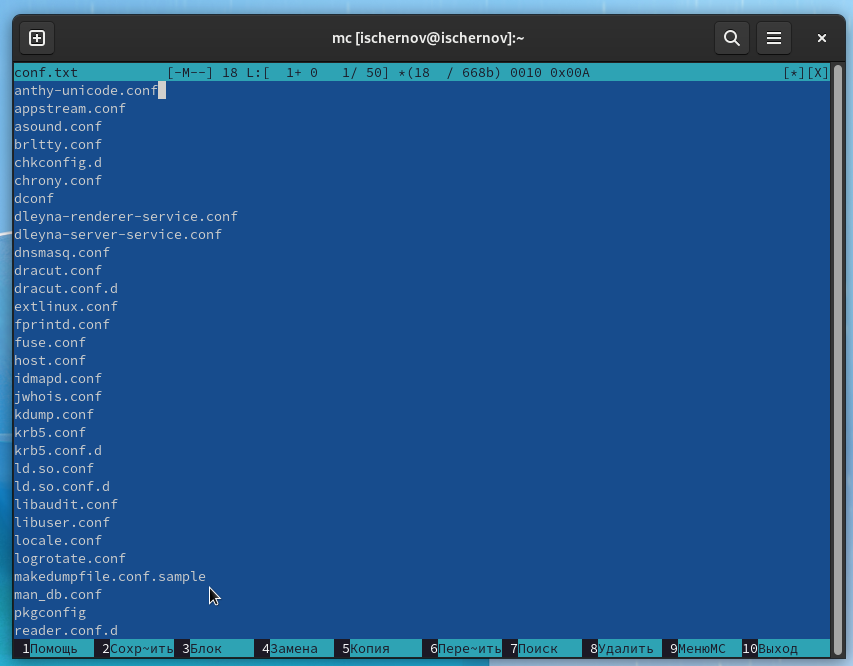 mc [ischernov@ischernov]:~
conf.txt [-M--] 18 L:[ 1+ 0 1/ 50] *(18 / 668b) 0010 0x00A [*][X]
anthy-unicode.conf
appstream.conf
asound.conf
brltty.conf
chkconfig.d
chrony.conf
dconf
dleyna-renderer-service.conf
dleyna-server-service.conf
dnsmasq.conf
dracut.conf
dracut.conf.d
extlinux.conf
fprintd.conf
fuse.conf
host.conf
idmapd.conf
jwhois.conf
kdump.conf
krb5.conf
krb5.conf.d
ld.so.conf
ld.so.conf.d
libaudit.conf
libuser.conf
locale.conf
logrotate.conf
makedumpfile.conf.sample
man_db.conf
pkgconfig
reader.conf.d
1Помощь 2Сохр~ить 3Блок 4Замена 5Копия 6Пере~ить 7Поиск 8Удалить 9МенюMC 10Выход